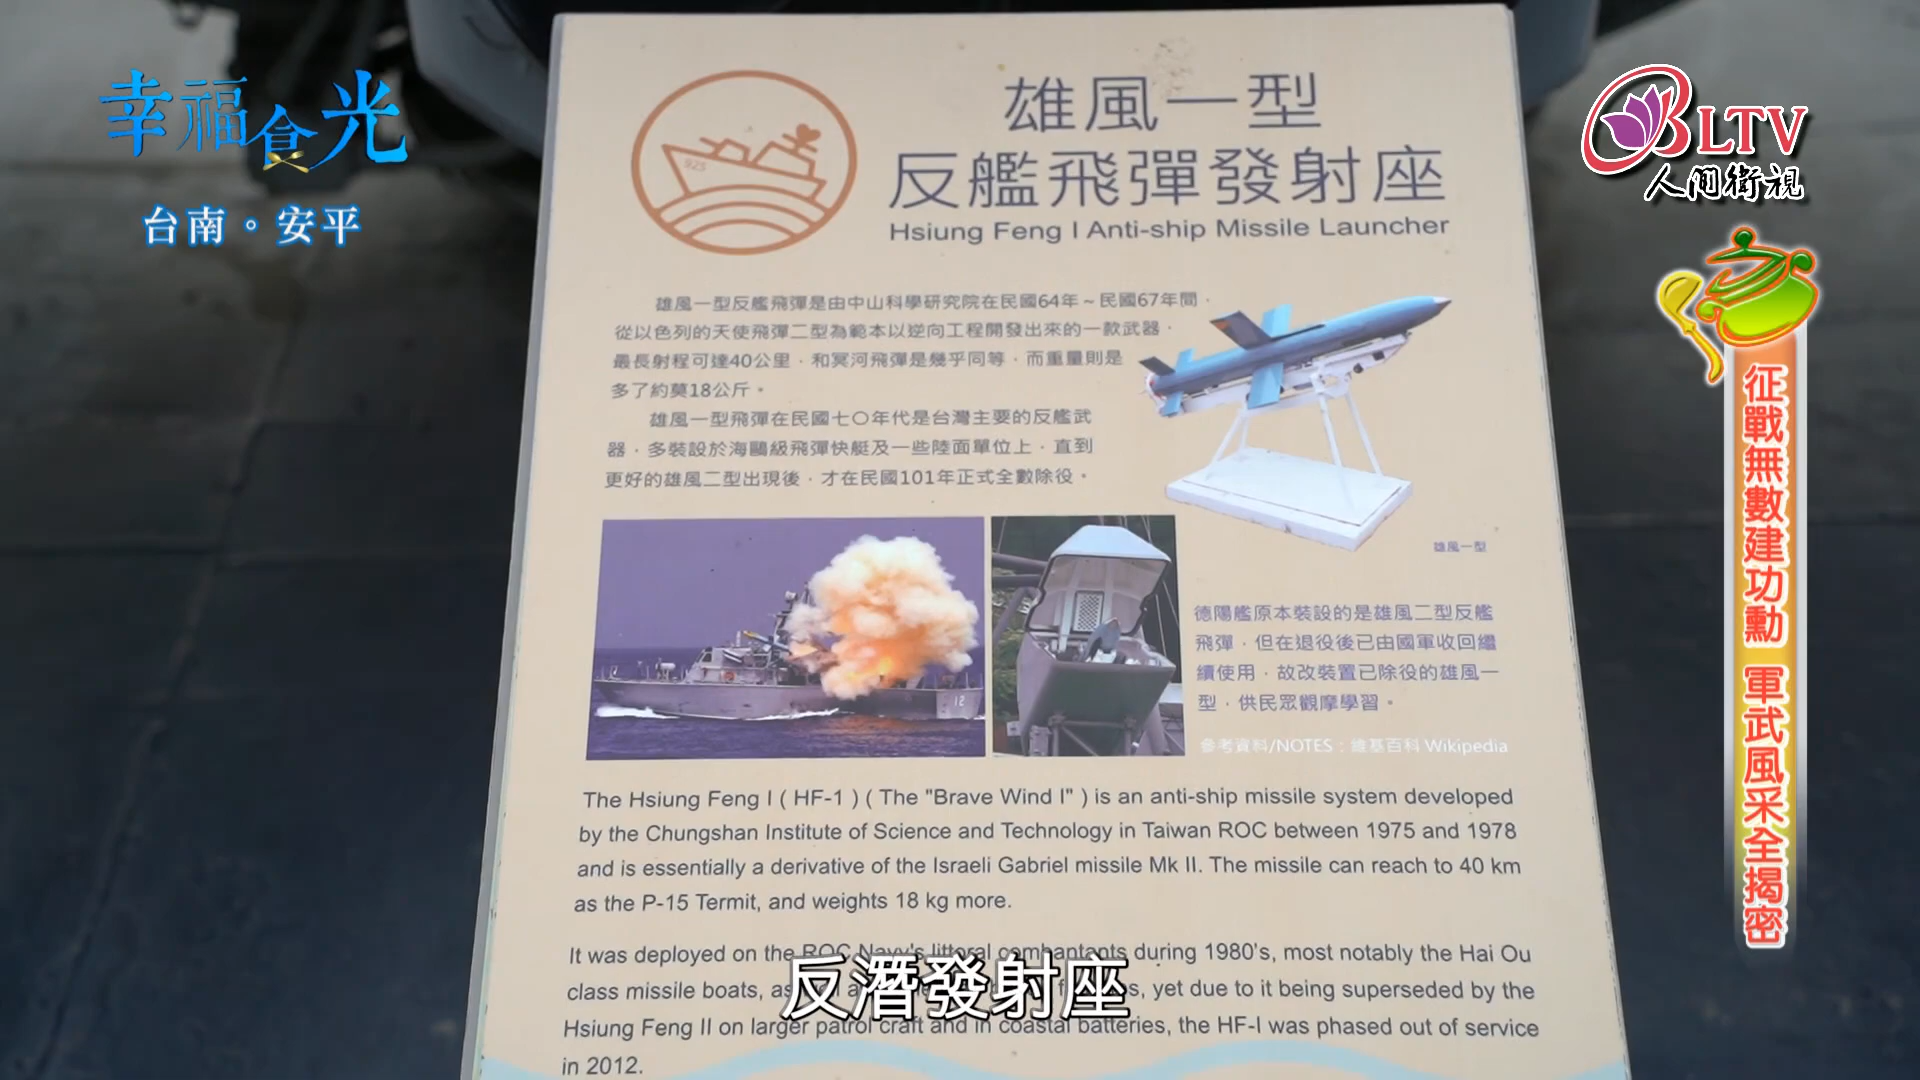 幸福食光
台南。安平
BLTV
人間衛視
征戰無數建功勳 軍武風采全揭密
925
雄風一型
反艦飛彈發射座
Hsiung Feng I Anti-ship Missile Launcher
雄風一型反艦飛彈是由中山科學研究院在民國64年~民國67年間，
從以色列的天使飛彈二型為範本以逆向工程開發出來的一款武器，
最長射程可達40公里，和冥河飛彈是幾乎同等，而重量則是
多了約莫18公斤。
雄風一型飛彈在民國七〇年代是台灣主要的反艦武
器，多裝設於海鷗級飛彈快艇及一些陸面單位上，直到
更好的雄風二型出現後，才在民國101年正式全數除役。
雄風一型
12
德陽艦原本裝設的是雄風二型反艦
飛彈，但在退役後已由國軍收回繼
續使用，故改裝置已除役的雄風一
型，供民眾觀摩學習。
參考資料/NOTES：維基百科 Wikipedia
The Hsiung Feng I ( HF-1 ) ( The "Brave Wind I" ) is an anti-ship missile system developed
by the Chungshan Institute of Science and Technology in Taiwan ROC between 1975 and 1978
and is essentially a derivative of the Israeli Gabriel missile Mk II. The missile can reach to 40 km
as the P-15 Termit, and weights 18 kg more.
It was deployed on the ROC Navy's littoral combantants during 1980's, most notably the Hai Ou
class missile boats, yet due to it being superseded by the
Hsiung Feng II on larger patrol craft and in coastal batteries, the HF-I was phased out of service
in 2012.
反潛發射座